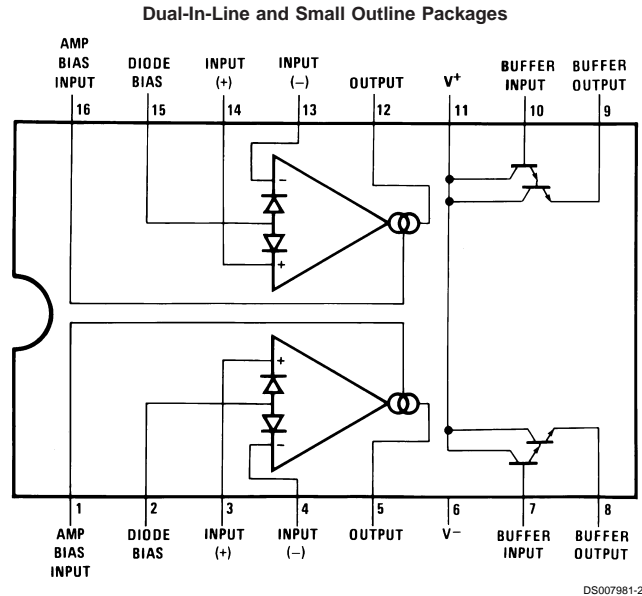 Dual-In-Line and Small Outline Packages
AMP BIAS INPUT
DIODE BIAS
INPUT (+)
INPUT (−)
OUTPUT
V+
BUFFER INPUT
BUFFER OUTPUT
16 15 14 13 12 11 10 9
−
+
+
−
1 2 3 4 5 6 7 8
AMP BIAS INPUT
DIODE BIAS
INPUT (+)
INPUT (−)
OUTPUT
V−
BUFFER INPUT
BUFFER OUTPUT
DS007981-2